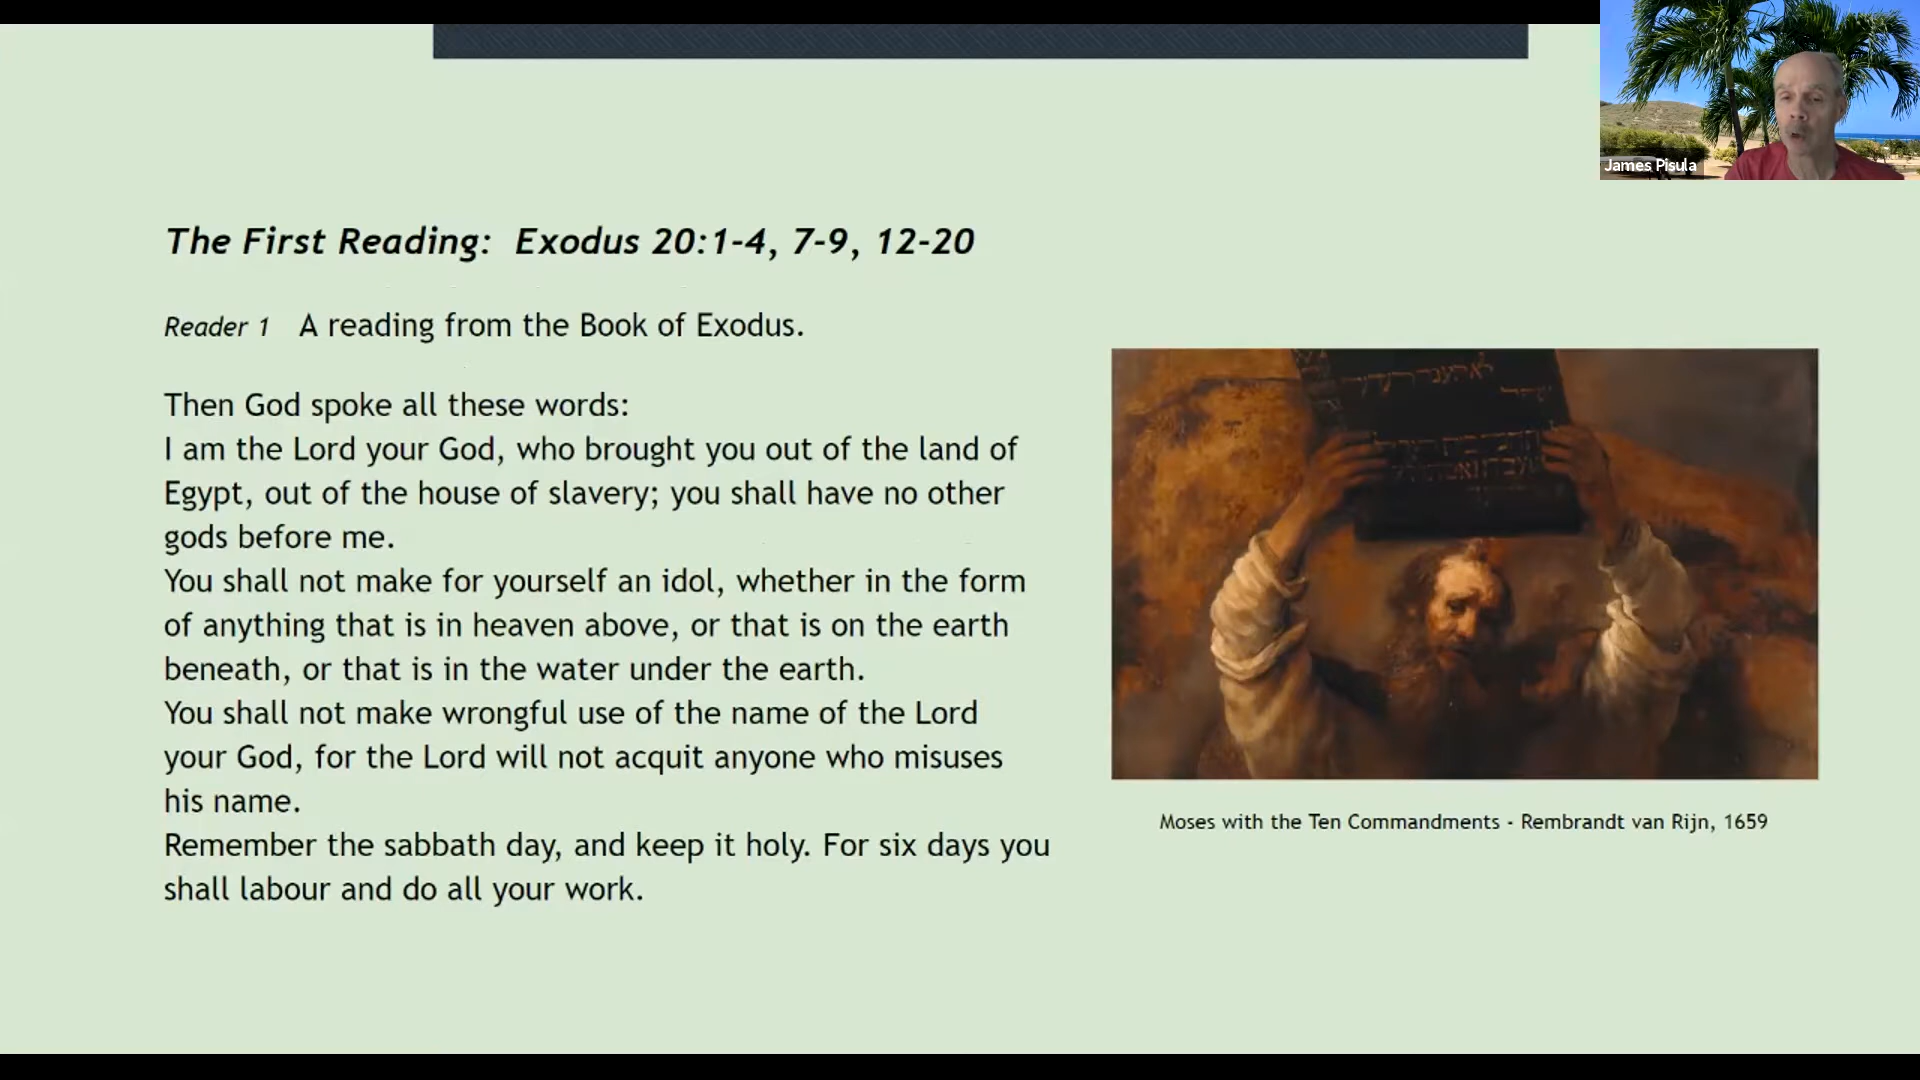 James Pisula
The First Reading: Exodus 20:1-4, 7-9, 12-20
Reader 1 A reading from the Book of Exodus.
Then God spoke all these words:
I am the Lord your God, who brought you out of the land of
Egypt, out of the house of slavery; you shall have no other
gods before me.
You shall not make for yourself an idol, whether in the form
of anything that is in heaven above, or that is on the earth
beneath, or that is in the water under the earth.
You shall not make wrongful use of the name of the Lord
your God, for the Lord will not acquit anyone who misuses
his name.
Remember the sabbath day, and keep it holy. For six days you
shall labour and do all your work.
Moses with the Ten Commandments - Rembrandt van Rijn, 1659